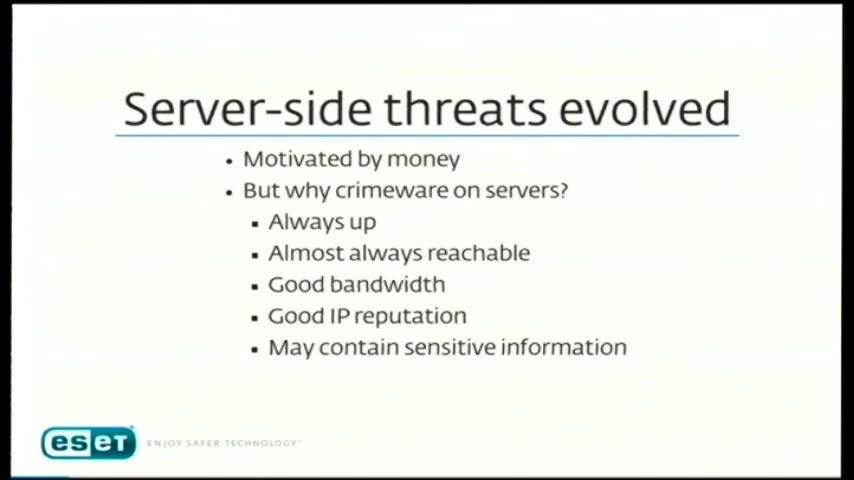 Server-side threats evolved
• Motivated by money
• But why crimeware on servers?
▪ Always up
▪ Almost always reachable
▪ Good bandwidth
▪ Good IP reputation
▪ May contain sensitive information
eset® ENJOY SAFER TECHNOLOGY™